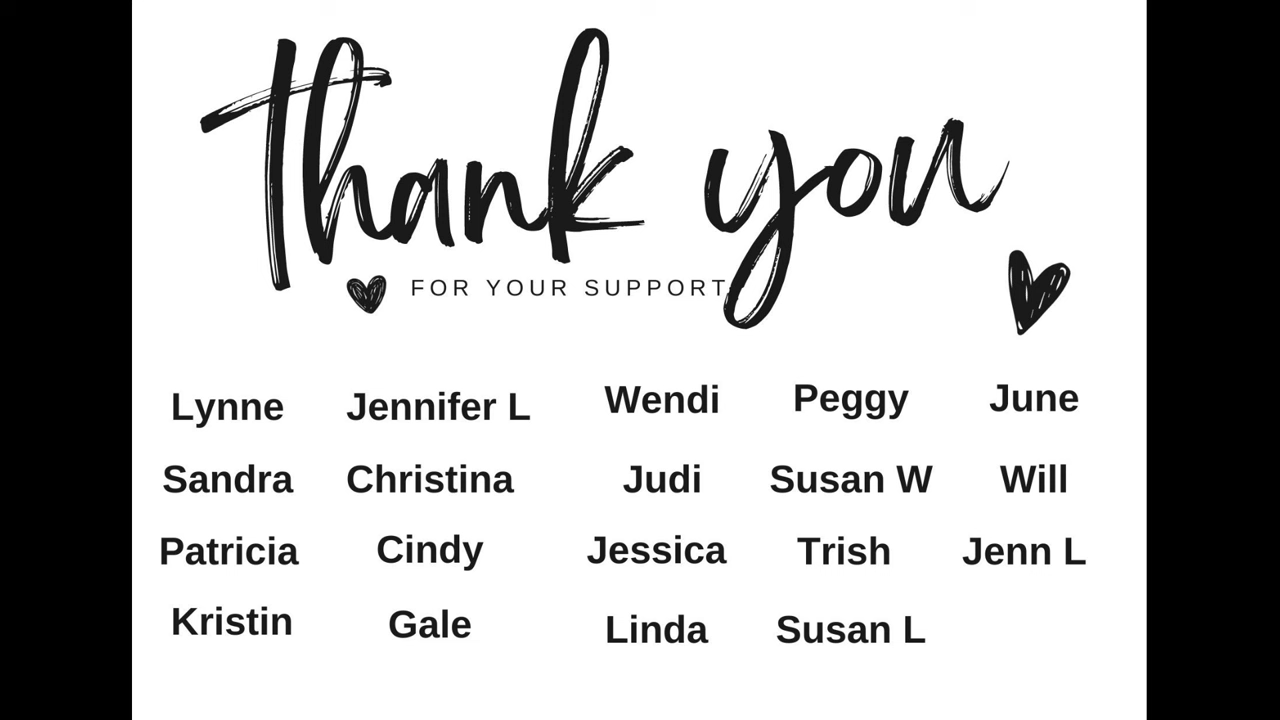 thank you
FOR YOUR SUPPORT
Lynne Jennifer L Wendi Peggy June
Sandra Christina Judi Susan W Will
Patricia Cindy Jessica Trish Jenn L
Kristin Gale Linda Susan L